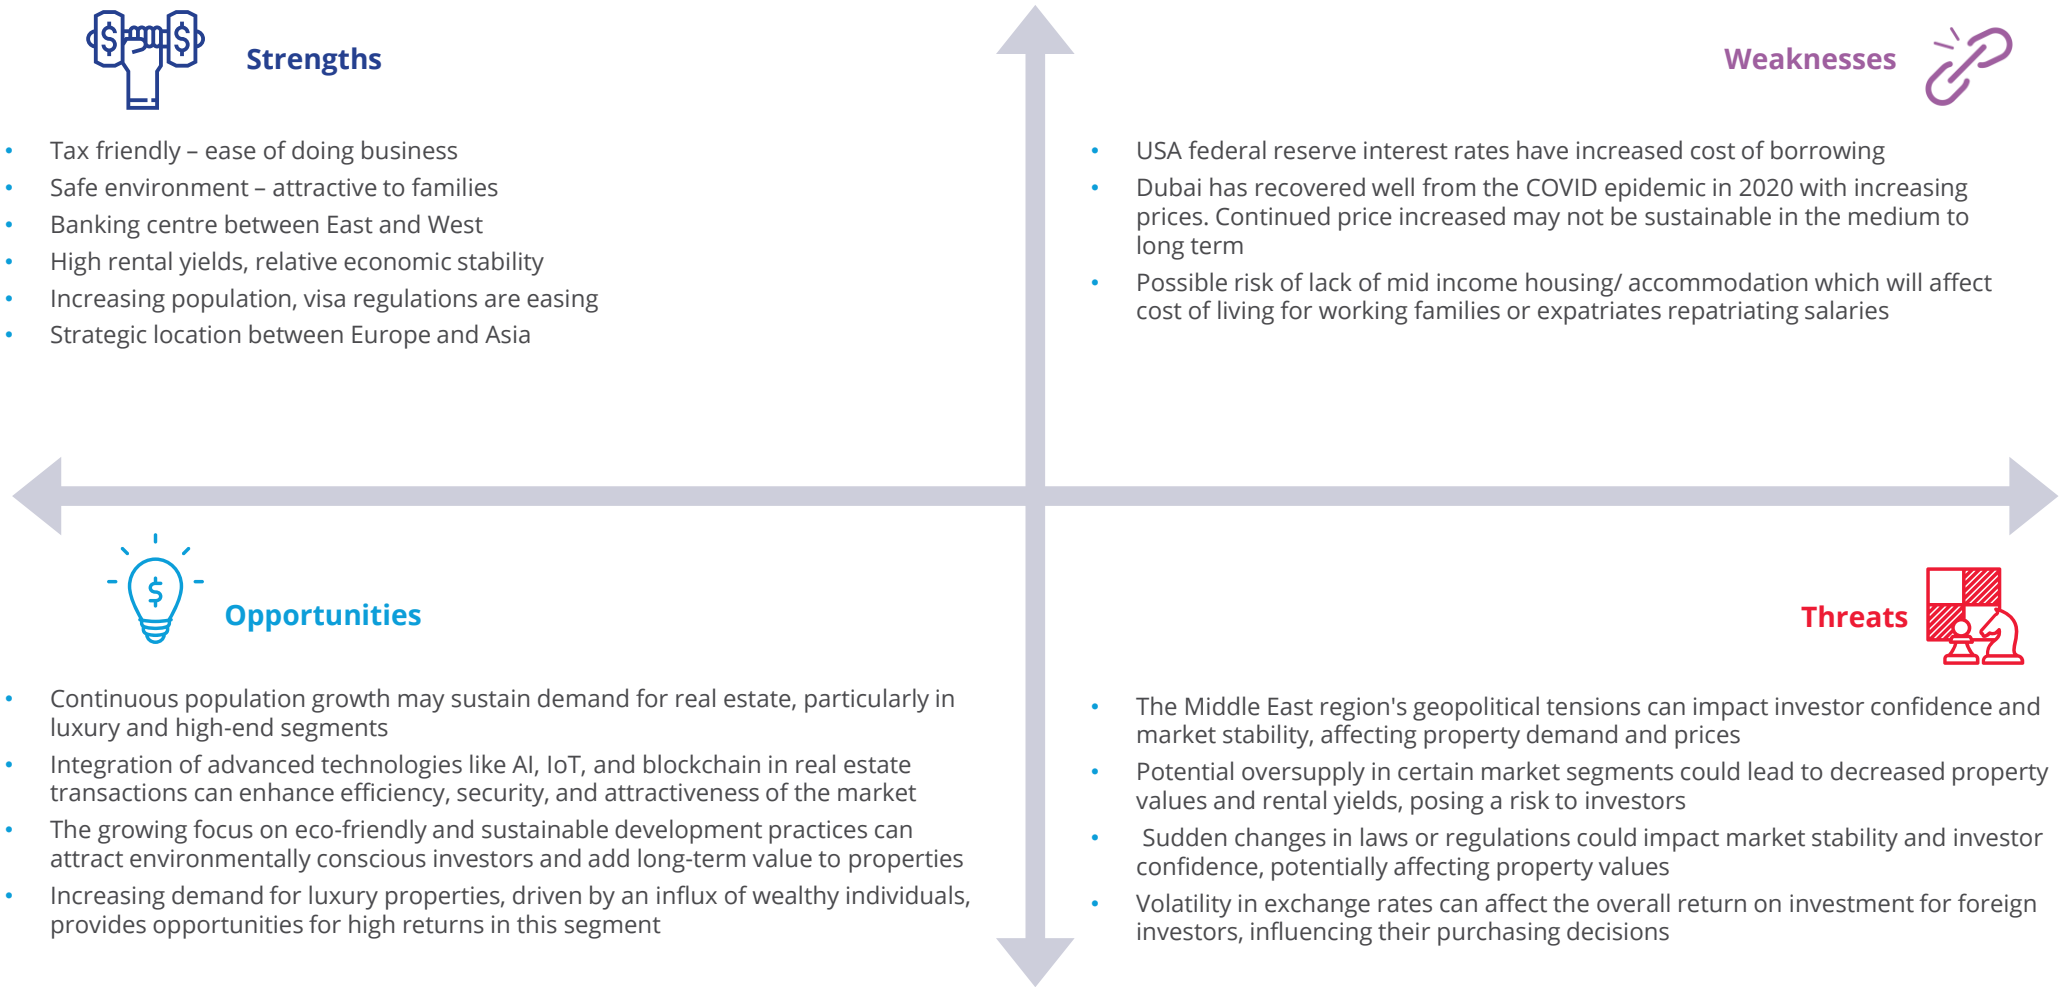 Strengths
• Tax friendly – ease of doing business
• Safe environment – attractive to families
• Banking centre between East and West
• High rental yields, relative economic stability
• Increasing population, visa regulations are easing
• Strategic location between Europe and Asia
Weaknesses
• USA federal reserve interest rates have increased cost of borrowing
• Dubai has recovered well from the COVID epidemic in 2020 with increasing
prices. Continued price increased may not be sustainable in the medium to
long term
• Possible risk of lack of mid income housing/ accommodation which will affect
cost of living for working families or expatriates repatriating salaries
Opportunities
• Continuous population growth may sustain demand for real estate, particularly in
luxury and high-end segments
• Integration of advanced technologies like AI, IoT, and blockchain in real estate
transactions can enhance efficiency, security, and attractiveness of the market
• The growing focus on eco-friendly and sustainable development practices can
attract environmentally conscious investors and add long-term value to properties
• Increasing demand for luxury properties, driven by an influx of wealthy individuals,
provides opportunities for high returns in this segment
Threats
• The Middle East region's geopolitical tensions can impact investor confidence and
market stability, affecting property demand and prices
• Potential oversupply in certain market segments could lead to decreased property
values and rental yields, posing a risk to investors
• Sudden changes in laws or regulations could impact market stability and investor
confidence, potentially affecting property values
• Volatility in exchange rates can affect the overall return on investment for foreign
investors, influencing their purchasing decisions